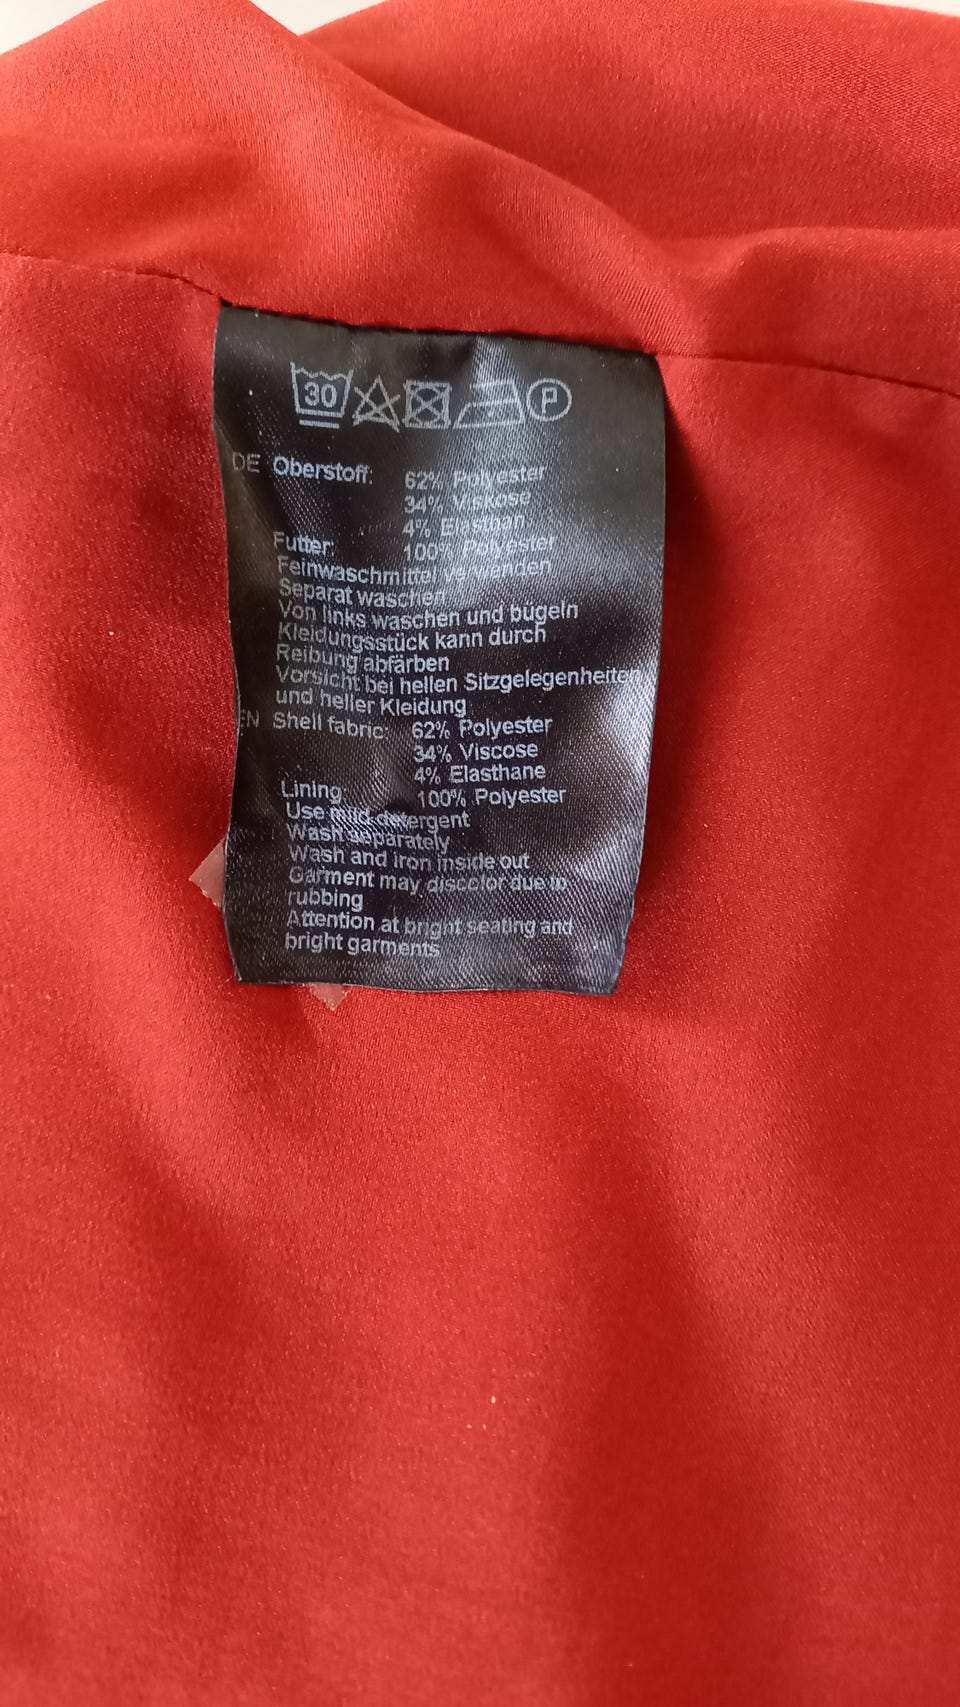 30 P
DE Oberstoff: 62% Polyester
34% Viskose
4% Elasthan
Futter: 100% Polyester
Feinwaschmittel verwenden
Separat waschen
Von links waschen und bügeln
Kleidungsstück kann durch
Reibung abfärben
Vorsicht bei hellen Sitzgelegenheiten
und heller Kleidung
EN Shell fabric: 62% Polyester
34% Viscose
4% Elasthane
Lining 100% Polyester
Use mild detergent
Wash separately
Wash and iron inside out
Garment may discolor due to
rubbing
Attention at bright seating and
bright garments